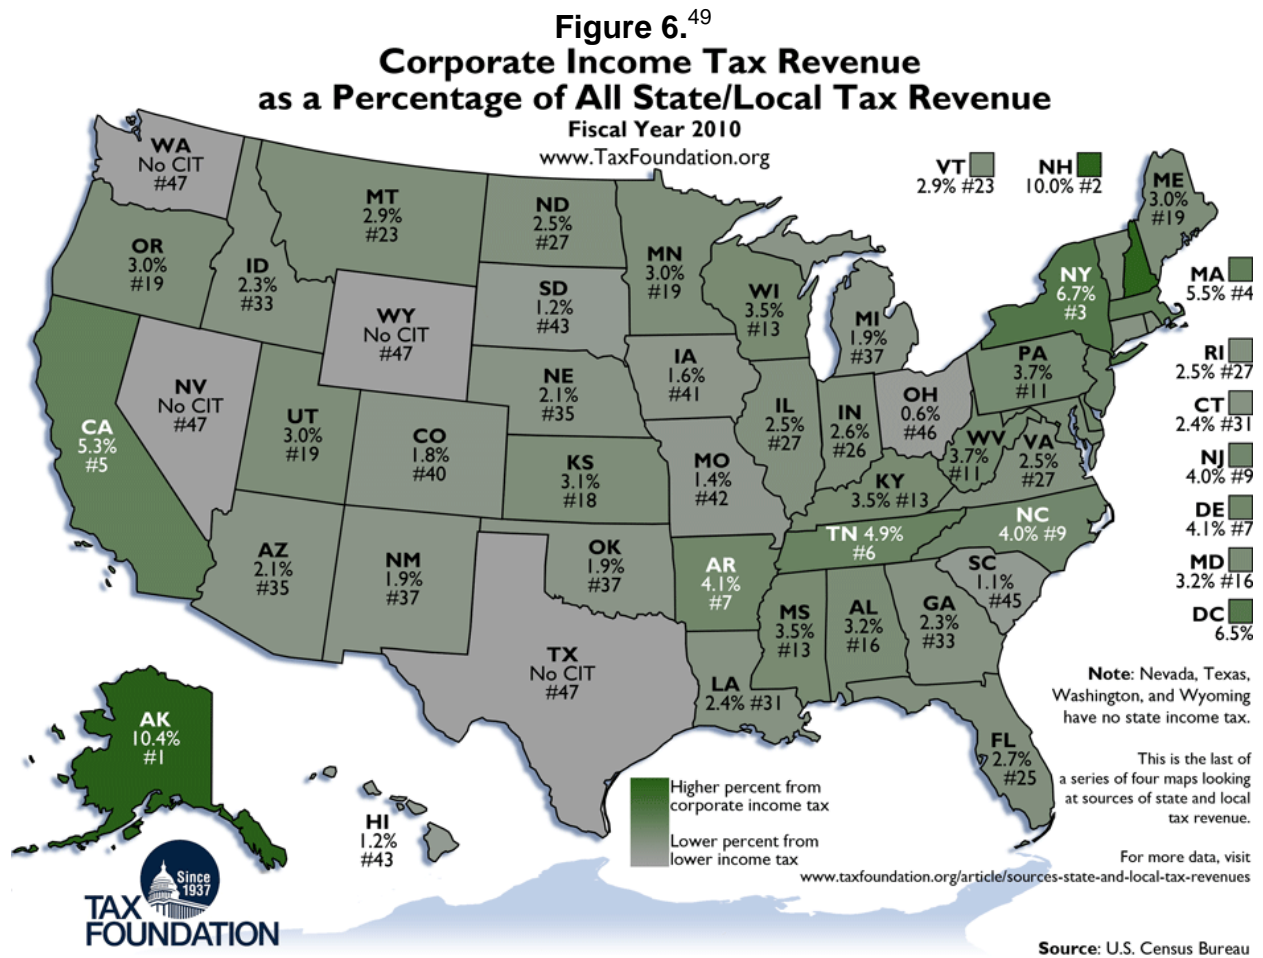 Figure 6.49
Corporate Income Tax Revenue
as a Percentage of All State/Local Tax Revenue
Fiscal Year 2010
www.TaxFoundation.org
WA
No CIT
#47
MT
2.9%
#23
ND
2.5%
#27
VT
2.9% #23
NH
10.0% #2
ME
3.0%
#19
OR
3.0%
#19
ID
2.3%
#33
MN
3.0%
#19
WI
3.5%
#13
NY
6.7%
#3
MA
5.5% #4
SD
1.2%
#43
WY
No CIT
#47
MI
1.9%
#37
RI
2.5% #27
NV
No CIT
#47
NE
2.1%
#35
IA
1.6%
#41
PA
3.7%
#11
CT
2.4% #31
CA
5.3%
#5
UT
3.0%
#19
CO
1.8%
#40
IL
2.5%
#27
IN
2.6%
#26
OH
0.6%
#46
WV
3.7%
#11
VA
2.5%
#27
NJ
4.0% #9
KS
3.1%
#18
MO
1.4%
#42
KY
3.5% #13
DE
4.1% #7
TN 4.9%
#6
NC
4.0% #9
MD
3.2% #16
AZ
2.1%
#35
NM
1.9%
#37
OK
1.9%
#37
AR
4.1%
#7
SC
1.1%
#45
DC
6.5%
MS
3.5%
#13
AL
3.2%
#16
GA
2.3%
#33
TX
No CIT
#47
LA
2.4% #31
FL
2.7%
#25
AK
10.4%
#1
HI
1.2%
#43
Note: Nevada, Texas,
Washington, and Wyoming
have no state income tax.
This is the last of
a series of four maps looking
at sources of state and local
tax revenue.
Higher percent from
corporate income tax
Lower percent from
lower income tax
For more data, visit
www.taxfoundation.org/article/sources-state-and-local-tax-revenues
Since
1937
TAX
FOUNDATION
Source: U.S. Census Bureau